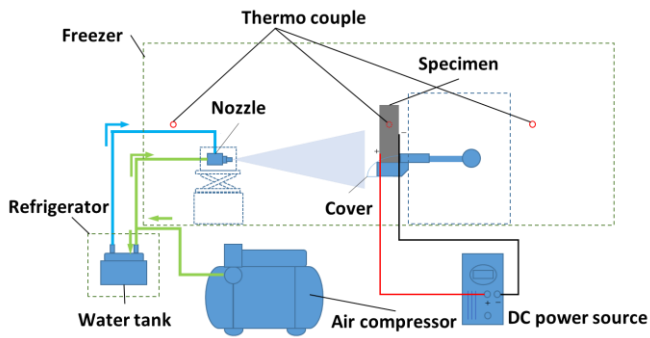 Thermo couple
Freezer
Specimen
Nozzle
+
−
Cover
Refrigerator
Water tank
Air compressor
+ −
DC power source